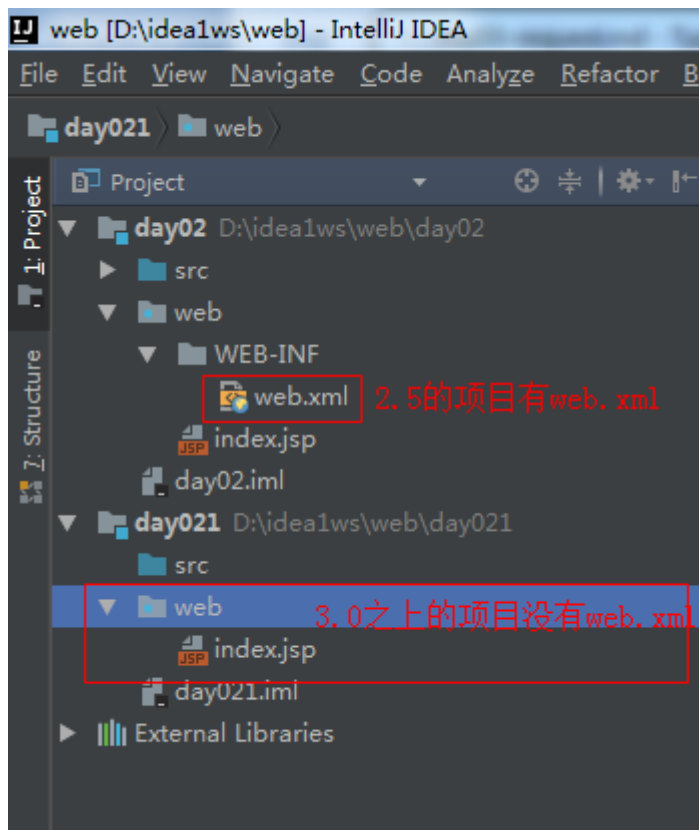 web [D:\idea1ws\web] - IntelliJ IDEA
File Edit View Navigate Code Analyze Refactor B
day021 web
Project
1: Project
day02 D:\idea1ws\web\day02
src
web
WEB-INF
web.xml 2.5的项目有web.xml
index.jsp
day02.iml
7: Structure
day021 D:\idea1ws\web\day021
src
web 3.0之上的项目没有web.xml
index.jsp
day021.iml
External Libraries